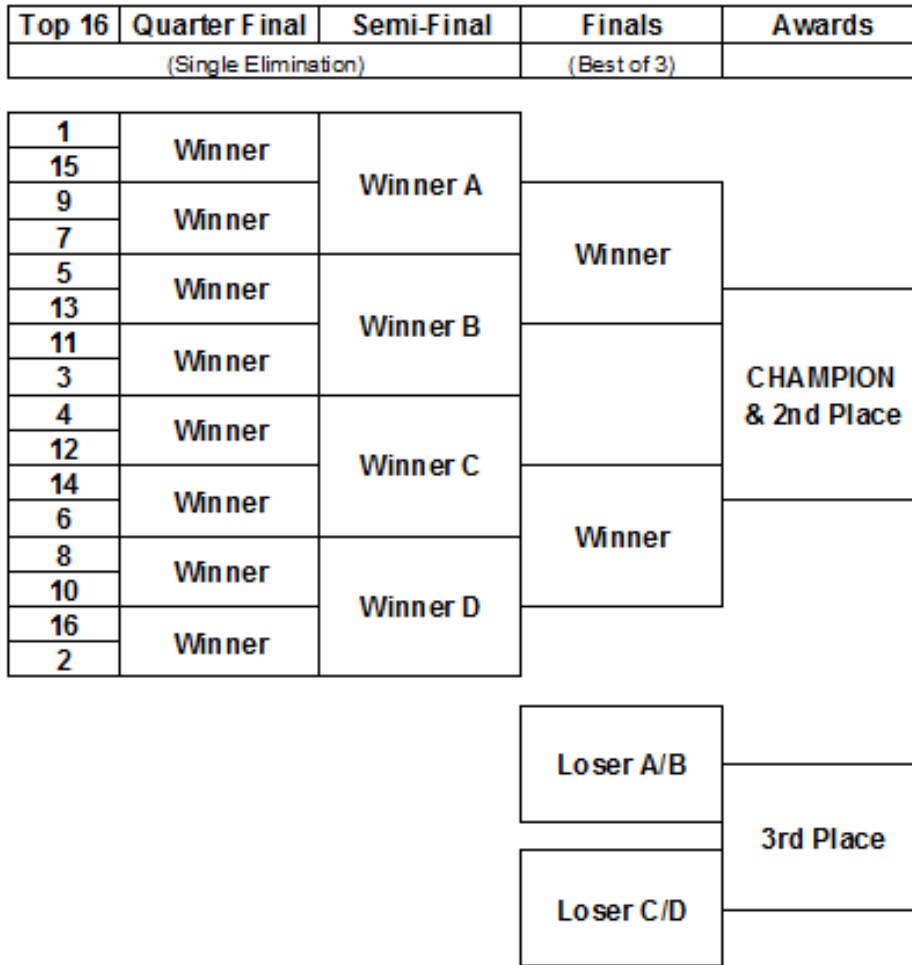 Top 16 Quarter Final Semi-Final Finals Awards
(Single Elimination) (Best of 3)
1
Winner
15
Winner A
9
Winner
7
Winner
5
Winner
13
Winner B
11
Winner
3
CHAMPION
& 2nd Place
4
Winner
12
Winner C
14
Winner
6
Winner
8
Winner
10
Winner D
16
Winner
2
Loser A/B
3rd Place
Loser C/D